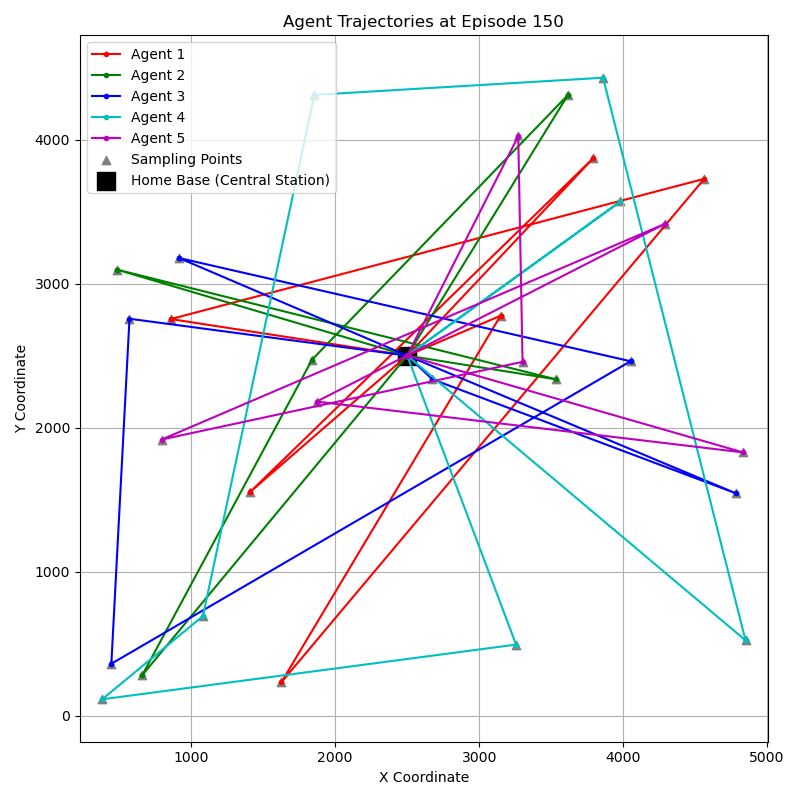 Agent Trajectories at Episode 150
Agent 1
Agent 2
Agent 3
Agent 4
Agent 5
Sampling Points
Home Base (Central Station)
Y Coordinate
4000
3000
2000
1000
0
1000
2000
3000
4000
5000
X Coordinate